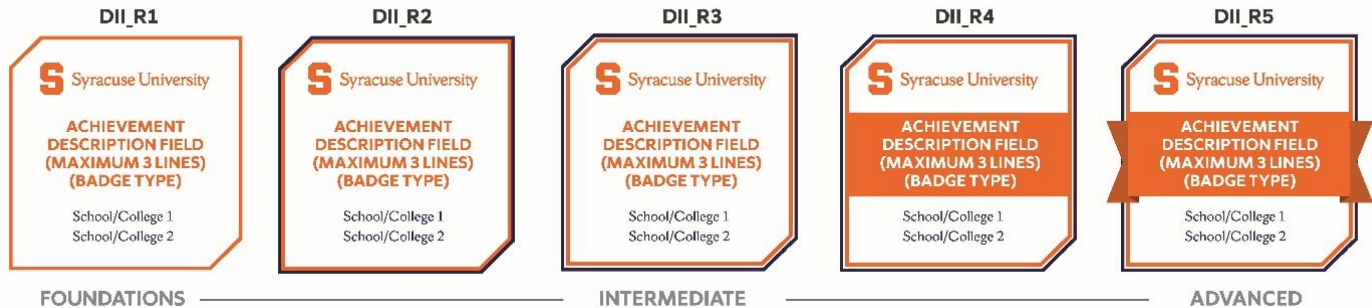 DII_R1
DII_R2
DII_R3
DII_R4
DII_R5
S Syracuse University
ACHIEVEMENT
DESCRIPTION FIELD
(MAXIMUM 3 LINES)
(BADGE TYPE)
School/College 1
School/College 2
S Syracuse University
ACHIEVEMENT
DESCRIPTION FIELD
(MAXIMUM 3 LINES)
(BADGE TYPE)
School/College 1
School/College 2
S Syracuse University
ACHIEVEMENT
DESCRIPTION FIELD
(MAXIMUM 3 LINES)
(BADGE TYPE)
School/College 1
School/College 2
S Syracuse University
ACHIEVEMENT
DESCRIPTION FIELD
(MAXIMUM 3 LINES)
(BADGE TYPE)
School/College 1
School/College 2
S Syracuse University
ACHIEVEMENT
DESCRIPTION FIELD
(MAXIMUM 3 LINES)
(BADGE TYPE)
School/College 1
School/College 2
FOUNDATIONS
INTERMEDIATE
ADVANCED